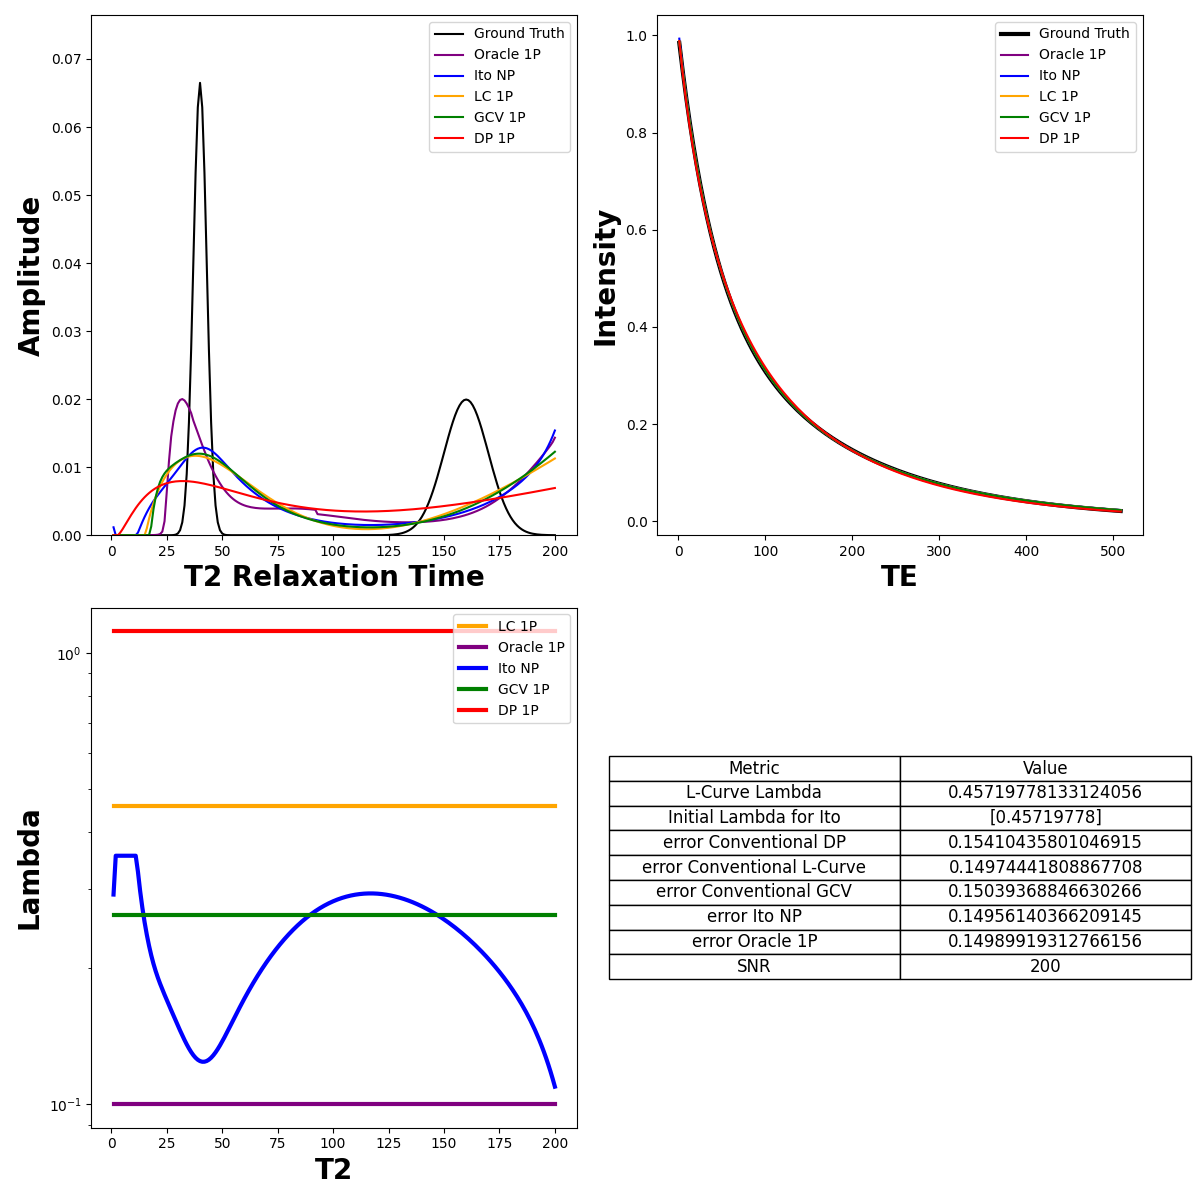 Ground Truth
Oracle 1P
Ito NP
LC 1P
GCV 1P
DP 1P
0.07
0.06
0.05
0.04
0.03
0.02
0.01
0.00
Amplitude
0 25 50 75 100 125 150 175 200
T2 Relaxation Time
Ground Truth
Oracle 1P
Ito NP
LC 1P
GCV 1P
DP 1P
1.0
0.8
0.6
0.4
0.2
0.0
Intensity
0 100 200 300 400 500
TE
LC 1P
Oracle 1P
Ito NP
GCV 1P
DP 1P
10⁰
10⁻¹
Lambda
0 25 50 75 100 125 150 175 200
T2
Metric Value
L-Curve Lambda 0.45719778133124056
Initial Lambda for Ito [0.45719778]
error Conventional DP 0.15410435801046915
error Conventional L-Curve 0.14974441808867708
error Conventional GCV 0.15039368846630266
error Ito NP 0.14956140366209145
error Oracle 1P 0.14989919312766156
SNR 200